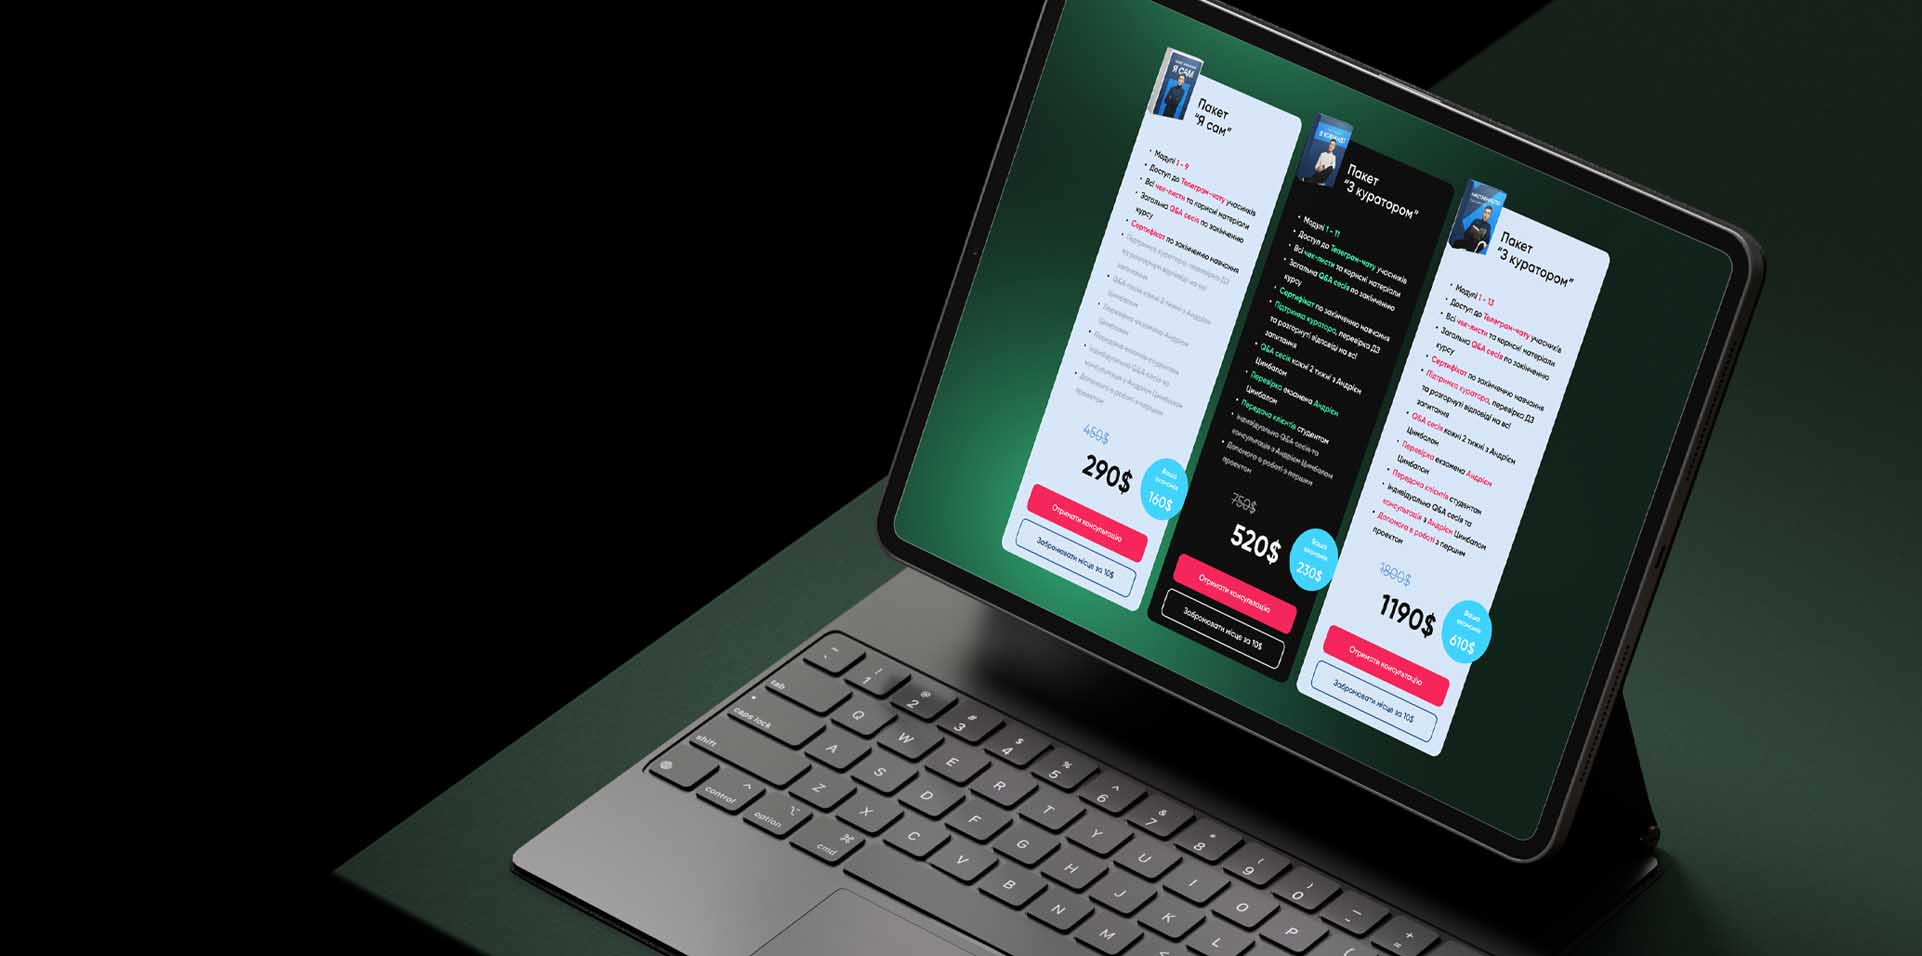 Я САМ
Пакет
"Я сам"
Модулі 1 - 9
Доступ до Телеграм-чату учасників
Всі чек-листи та корисні матеріали
Загальна Q&A сесія по закінченню
курсу
Сертифікат по закінченню навчання
Підтримка куратора, перевірка ДЗ
та розгорнуті відповіді на всі
запитання
Q&A сесія кожні 2 тижні з Андрієм
Цимбалом
Перевірка екзамена Андрієм
Цимбалом
Передача клієнтів студентам
Індивідуальна Q&A сесія та
консультація з Андрієм Цимбалом
Допомога в роботі з першим
проектом
450$
290$
Ваша
економія
160$
Отримати консультацію
Забронювати місце за 10$
Пакет
"З куратором"
Модулі 1 - 11
Доступ до Телеграм-чату учасників
Всі чек-листи та корисні матеріали
Загальна Q&A сесія по закінченню
курсу
Сертифікат по закінченню навчання
Підтримка куратора, перевірка ДЗ
та розгорнуті відповіді на всі
запитання
Q&A сесія кожні 2 тижні з Андрієм
Цимбалом
Перевірка екзамена Андрієм
Цимбалом
Передача клієнтів студентам
Індивідуальна Q&A сесія та
консультація з Андрієм Цимбалом
Допомога в роботі з першим
проектом
750$
520$
Ваша
економія
230$
Отримати консультацію
Забронювати місце за 10$
Пакет
"З куратором"
Модулі 1 - 13
Доступ до Телеграм-чату учасників
Всі чек-листи та корисні матеріали
Загальна Q&A сесія по закінченню
курсу
Сертифікат по закінченню навчання
Підтримка куратора, перевірка ДЗ
та розгорнуті відповіді на всі
запитання
Q&A сесія кожні 2 тижні з Андрієм
Цимбалом
Перевірка екзамена Андрієм
Цимбалом
Передача клієнтів студентам
Індивідуальна Q&A сесія та
консультація з Андрієм Цимбалом
Допомога в роботі з першим
проектом
1800$
1190$
Ваша
економія
610$
Отримати консультацію
Забронювати місце за 10$
~ ! 1 @ 2 # 3 $ 4 % 5 ^ 6 & 7 * 8 ( 9 ) 0 _ - + =
tab Q W E R T Y U I O P {
caps lock A S D F G H J K L
shift Z X C V B N M <
control ^ option ⌥ cmd ⌘